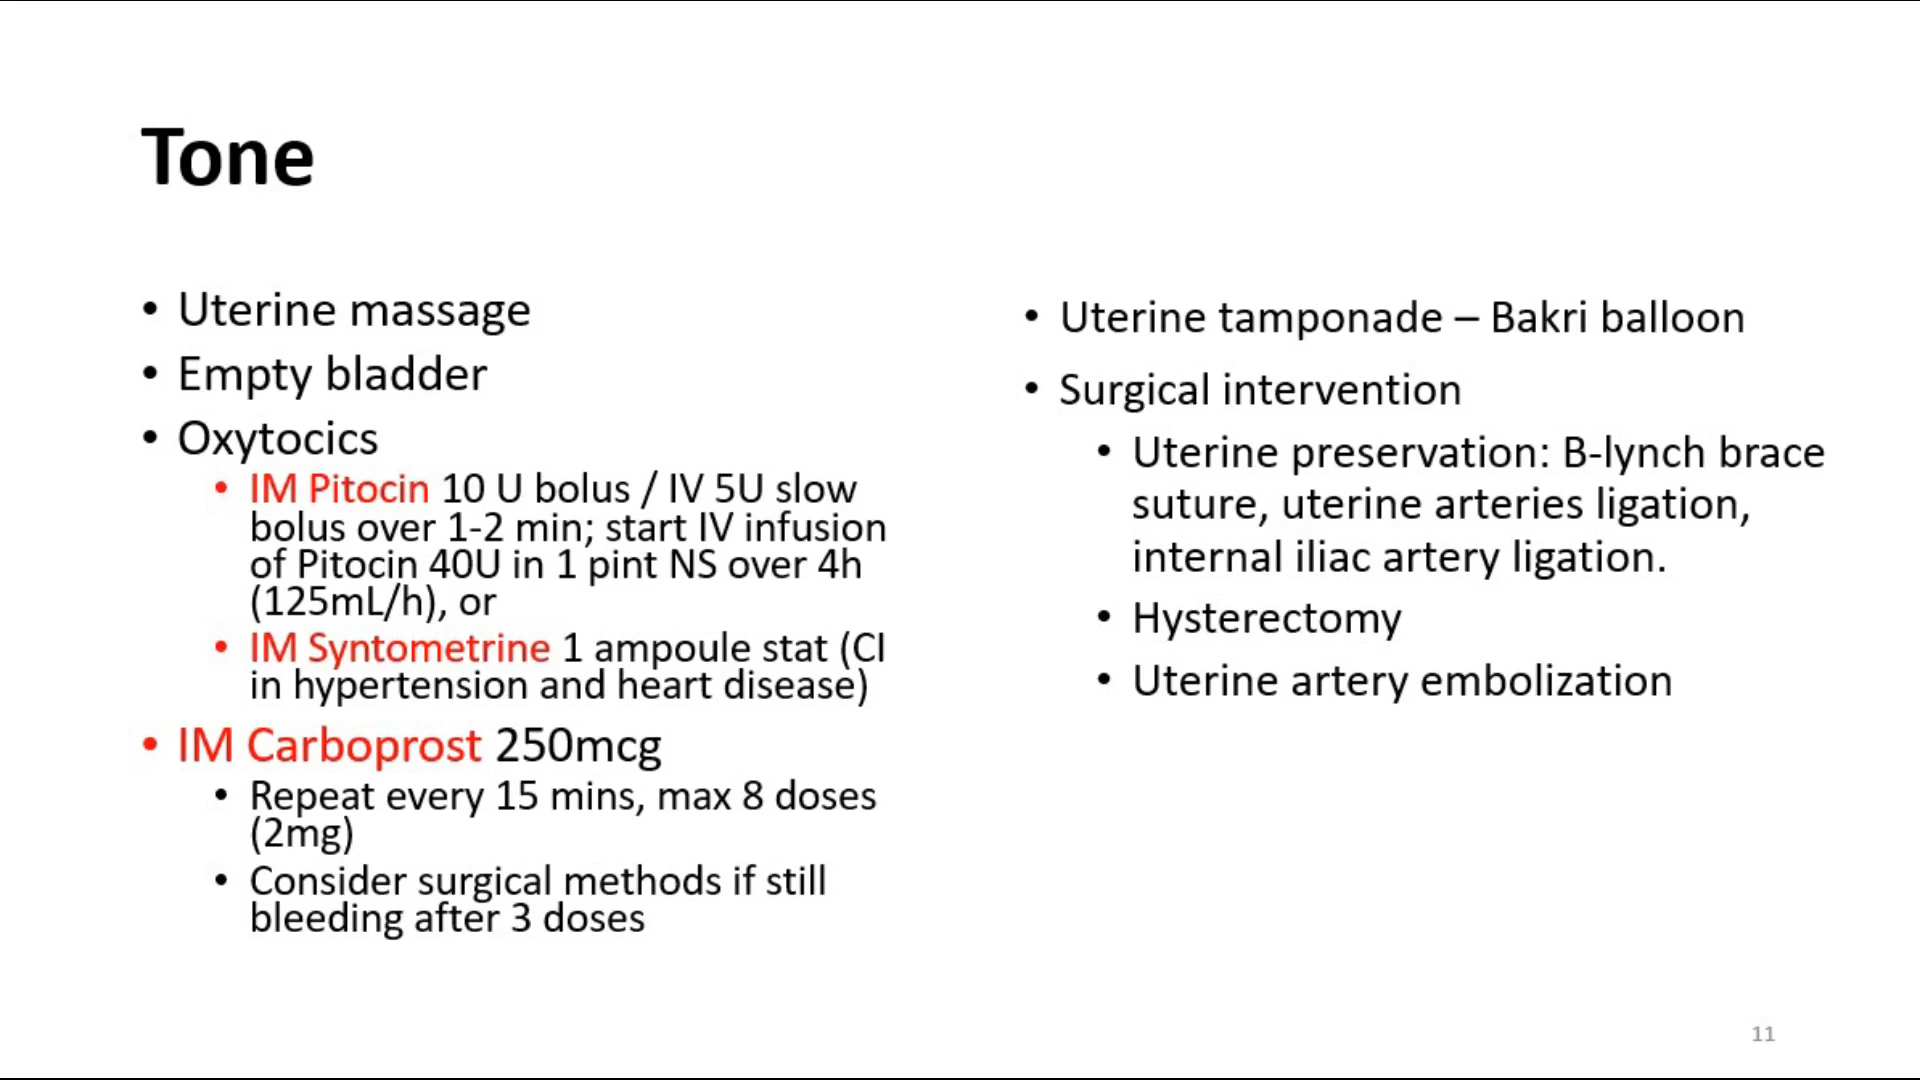 Tone
• Uterine massage
• Empty bladder
• Oxytocics
• IM Pitocin 10 U bolus / IV 5U slow
bolus over 1-2 min; start IV infusion
of Pitocin 40U in 1 pint NS over 4h
(125mL/h), or
• IM Syntometrine 1 ampoule stat (CI
in hypertension and heart disease)
• IM Carboprost 250mcg
• Repeat every 15 mins, max 8 doses
(2mg)
• Consider surgical methods if still
bleeding after 3 doses
• Uterine tamponade – Bakri balloon
• Surgical intervention
• Uterine preservation: B-lynch brace
suture, uterine arteries ligation,
internal iliac artery ligation.
• Hysterectomy
• Uterine artery embolization
11